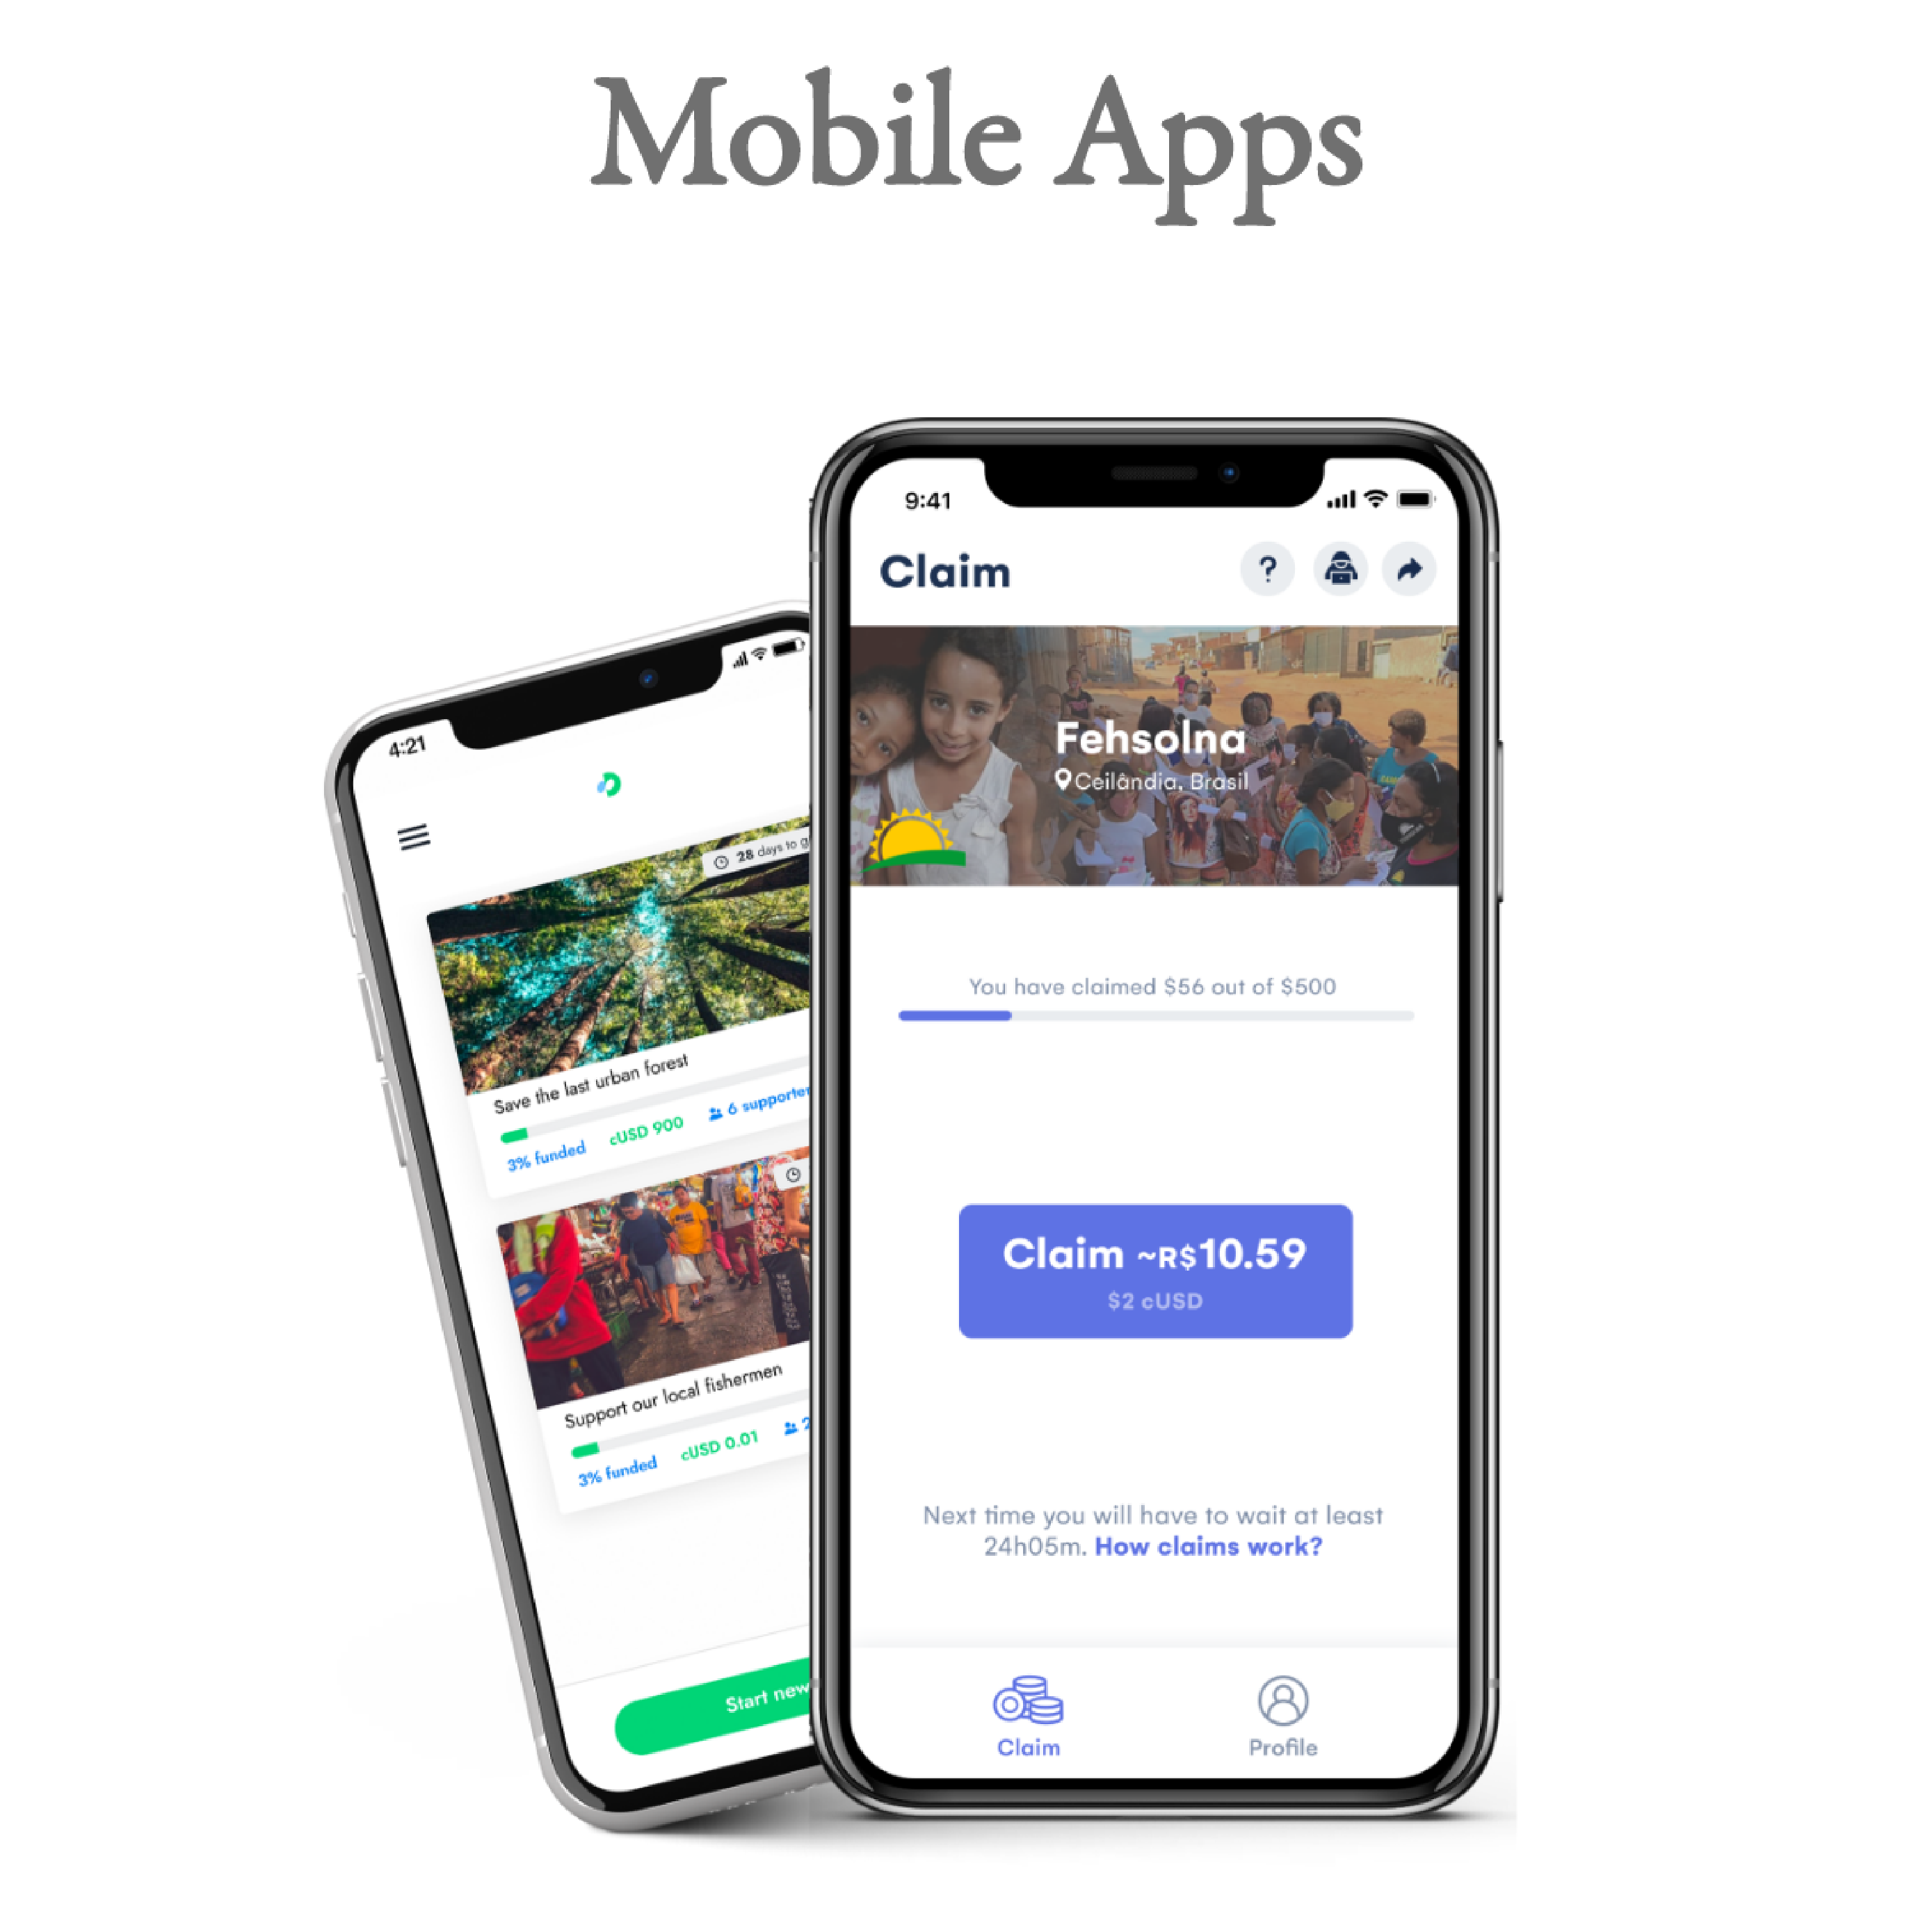 Mobile Apps
4:21
28 days to g
Save the last urban forest
3% funded cUSD 900 6 supporter
Support our local fishermen
3% funded cUSD 0.01 2
Start new
9:41
Claim
?
Fehsolna
Ceilândia, Brasil
You have claimed $56 out of $500
Claim ~R$10.59
$2 cUSD
Next time you will have to wait at least
24h05m. How claims work?
Claim Profile